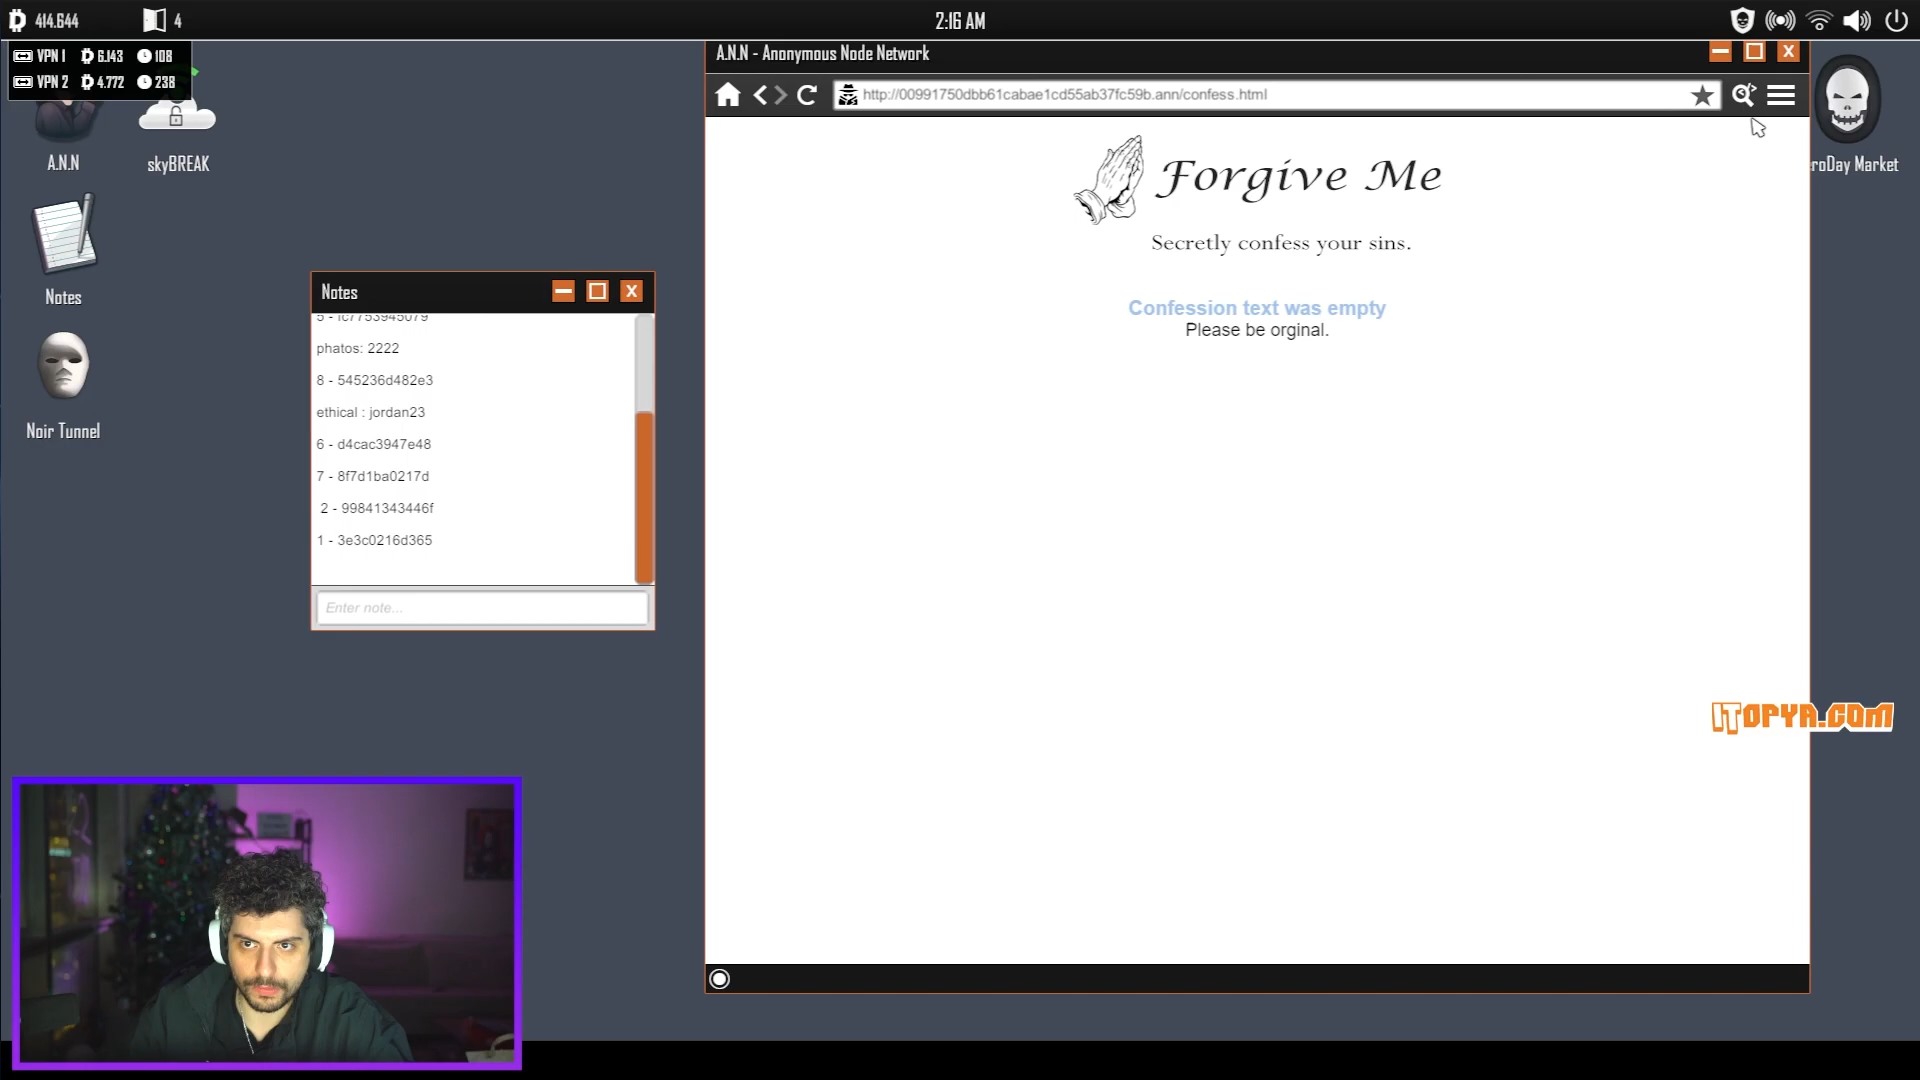 414.644
4
2:16 AM
VPN 1 6.143 108
VPN 2 4.772 238
A.N.N
skyBREAK
Notes
Noir Tunnel
Notes
5 - fc7753945079
phatos: 2222
8 - 545236d482e3
ethical : jordan23
6 - d4cac3947e48
7 - 8f7d1ba0217d
2 - 99841343446f
1 - 3e3c0216d365
Enter note...
A.N.N - Anonymous Node Network
http://00991750dbb61cabae1cd55ab37fc59b.ann/confess.html
Forgive Me
Secretly confess your sins.
Confession text was empty
Please be orginal.
roDay Market
ITOPYA.COM